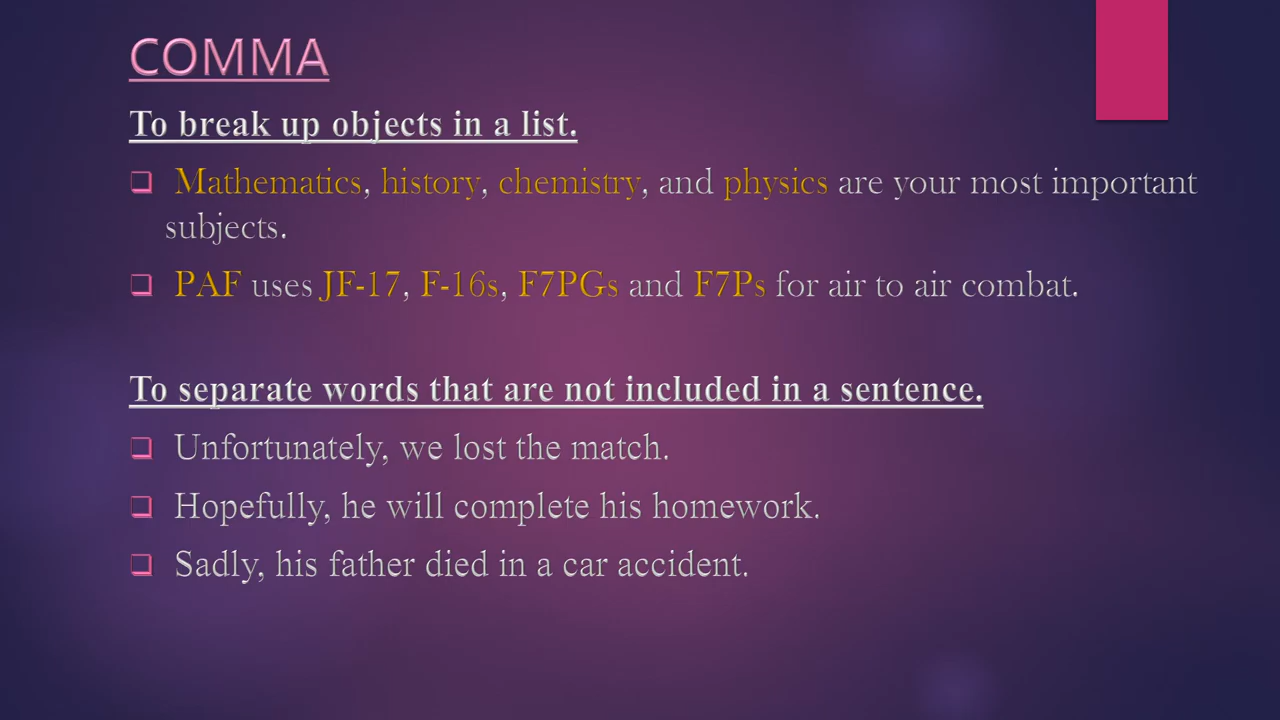 COMMA
To break up objects in a list.
Mathematics, history, chemistry, and physics are your most important
subjects.
PAF uses JF-17, F-16s, F7PGs and F7Ps for air to air combat.
To separate words that are not included in a sentence.
Unfortunately, we lost the match.
Hopefully, he will complete his homework.
Sadly, his father died in a car accident.